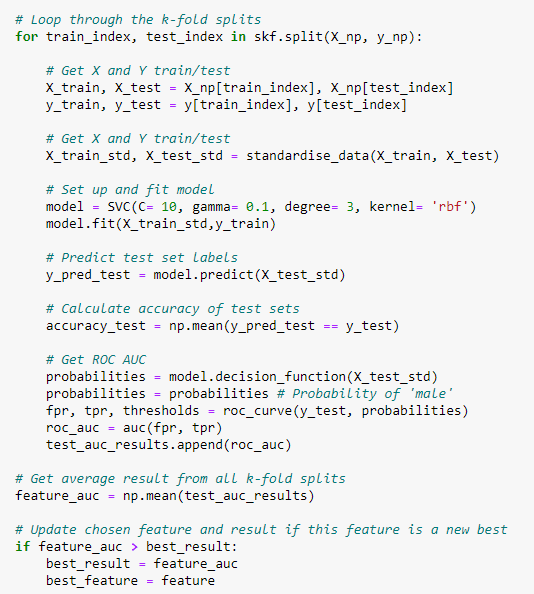 # Loop through the k-fold splits
for train_index, test_index in skf.split(X_np, y_np):
# Get X and Y train/test
X_train, X_test = X_np[train_index], X_np[test_index]
y_train, y_test = y[train_index], y[test_index]
# Get X and Y train/test
X_train_std, X_test_std = standardise_data(X_train, X_test)
# Set up and fit model
model = SVC(C= 10, gamma= 0.1, degree= 3, kernel= 'rbf')
model.fit(X_train_std,y_train)
# Predict test set labels
y_pred_test = model.predict(X_test_std)
# Calculate accuracy of test sets
accuracy_test = np.mean(y_pred_test == y_test)
# Get ROC AUC
probabilities = model.decision_function(X_test_std)
probabilities = probabilities # Probability of 'male'
fpr, tpr, thresholds = roc_curve(y_test, probabilities)
roc_auc = auc(fpr, tpr)
test_auc_results.append(roc_auc)
# Get average result from all k-fold splits
feature_auc = np.mean(test_auc_results)
# Update chosen feature and result if this feature is a new best
if feature_auc > best_result:
best_result = feature_auc
best_feature = feature